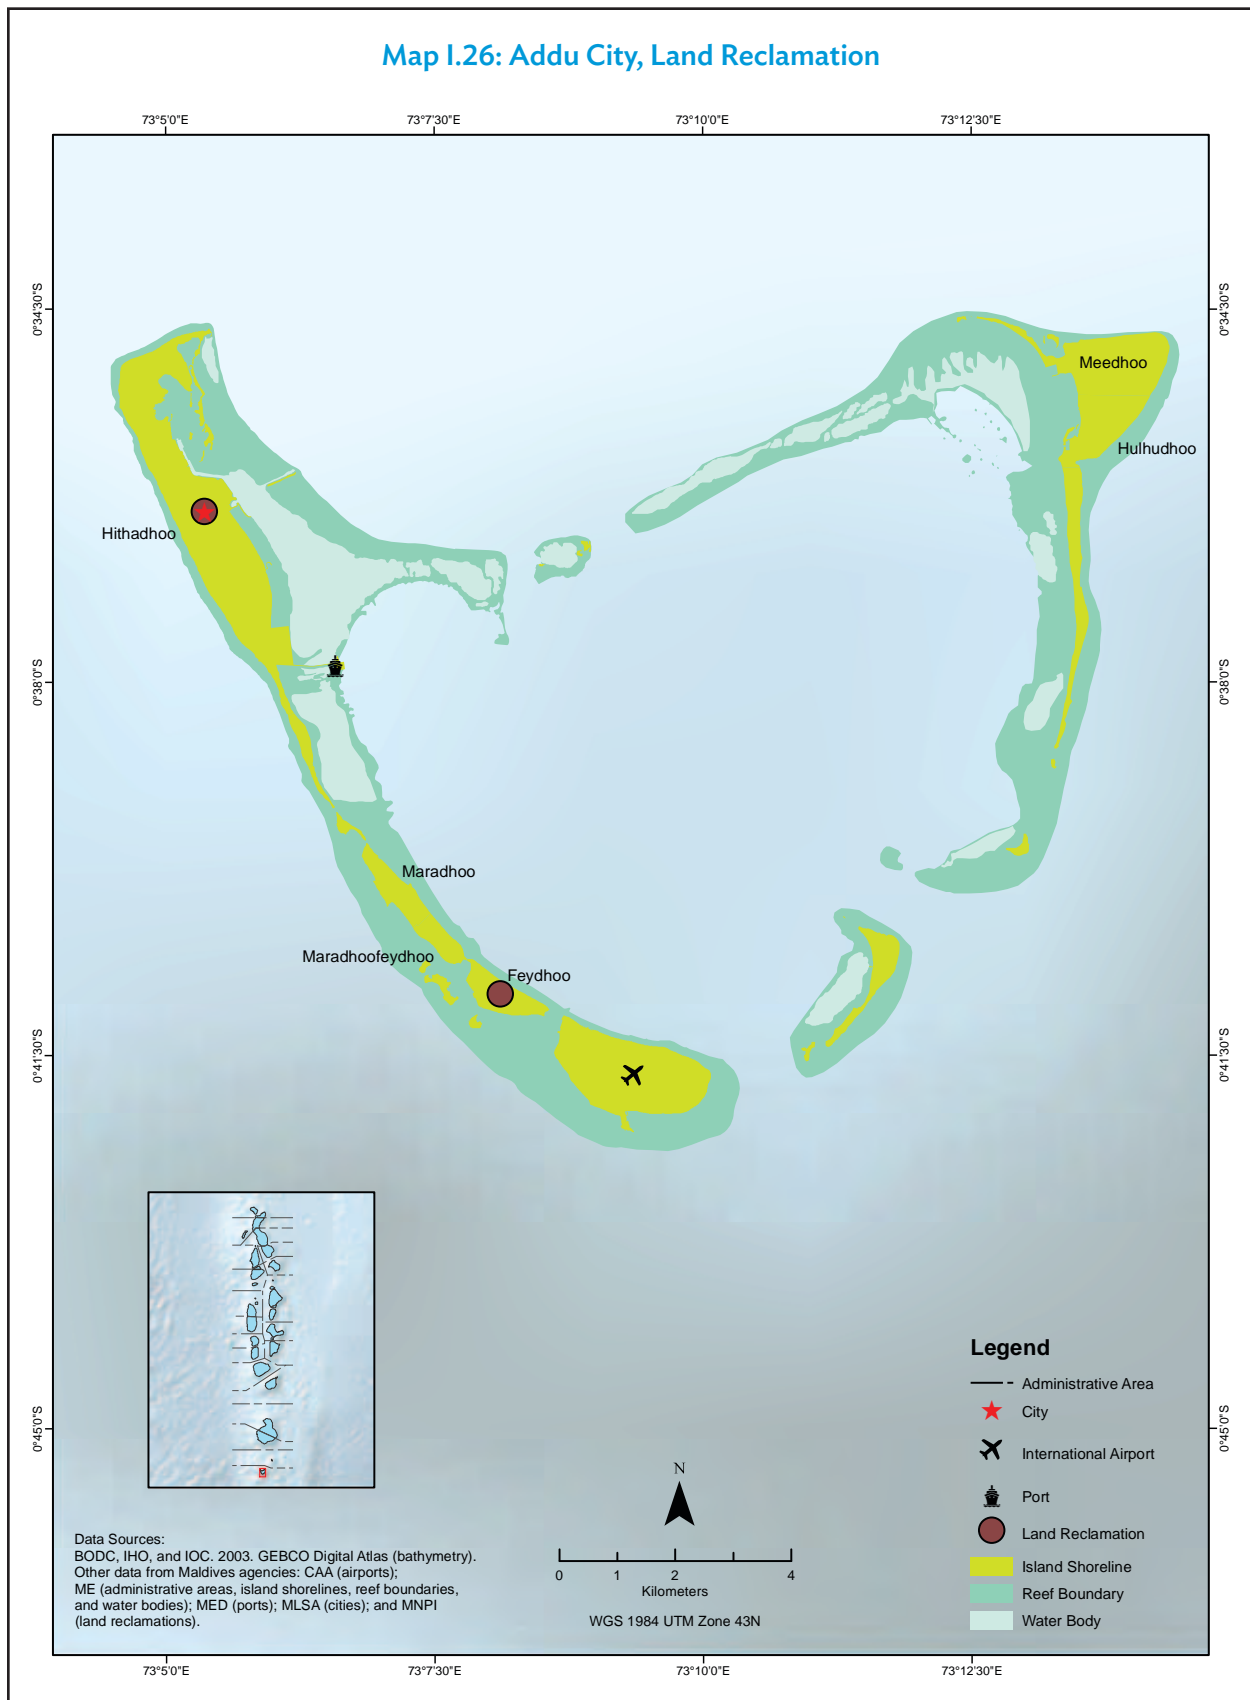 Map I.26: Addu City, Land Reclamation
73°5'0"E
73°7'30"E
73°10'0"E
73°12'30"E
0°34'30"S
0°34'30"S
Meedhoo
Hulhudhoo
Hithadhoo
0°38'0"S
0°38'0"S
Maradhoo
Maradhoofeydhoo
Feydhoo
0°41'30"S
0°41'30"S
0°45'0"S
0°45'0"S
Legend
Administrative Area
City
International Airport
Port
Land Reclamation
Island Shoreline
Reef Boundary
Water Body
N
0 1 2 4
Kilometers
WGS 1984 UTM Zone 43N
Data Sources:
BODC, IHO, and IOC. 2003. GEBCO Digital Atlas (bathymetry).
Other data from Maldives agencies: CAA (airports);
ME (administrative areas, island shorelines, reef boundaries,
and water bodies); MED (ports); MLSA (cities); and MNPI
(land reclamations).
73°5'0"E
73°7'30"E
73°10'0"E
73°12'30"E